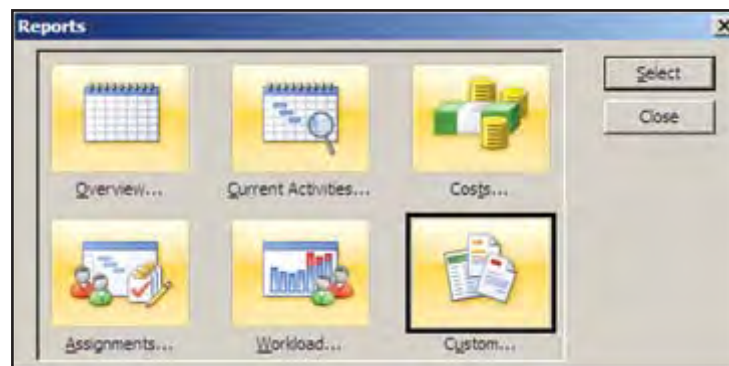 Reports
Select
Close
Overview...
Current Activities...
Costs...
Assignments...
Workload...
Custom...